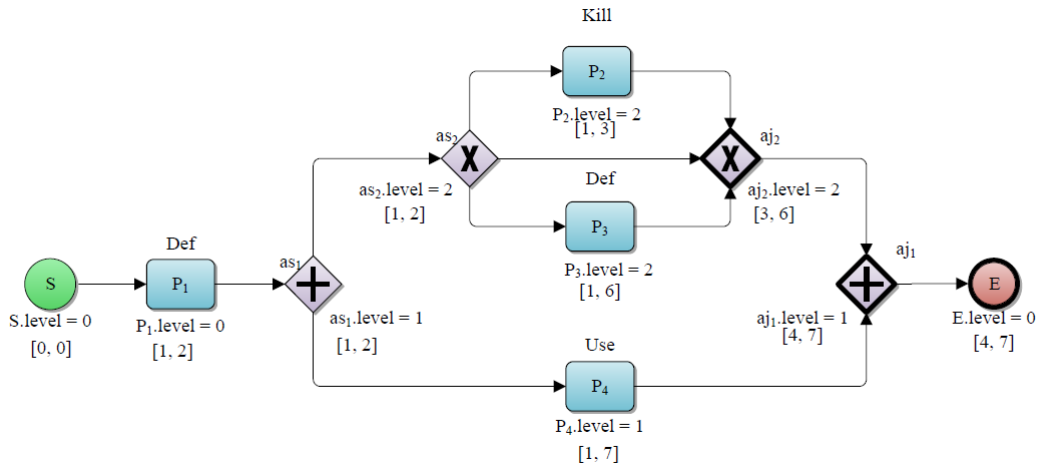 Kill
P2
P2.level = 2
[1, 3]
as2
X
X
aj2
as2.level = 2
[1, 2]
Def
aj2.level = 2
[3, 6]
P3
P3.level = 2
[1, 6]
Def
S
P1
as1
aj1
E
S.level = 0
[0, 0]
P1.level = 0
[1, 2]
as1.level = 1
[1, 2]
aj1.level = 1
[4, 7]
E.level = 0
[4, 7]
Use
P4
P4.level = 1
[1, 7]